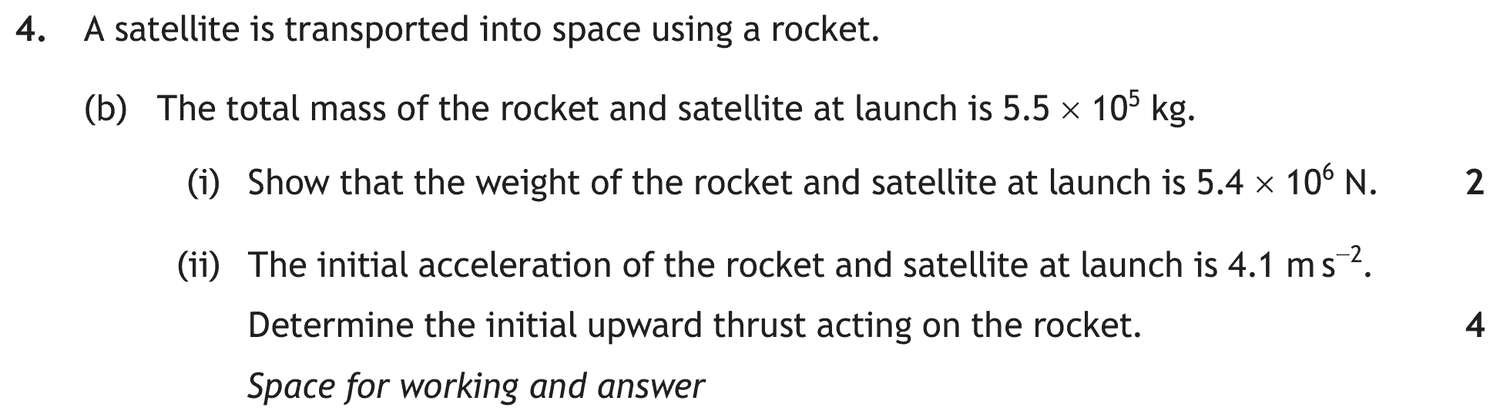 4. A satellite is transported into space using a rocket.
(b) The total mass of the rocket and satellite at launch is 5.5 × 10⁵ kg.
(i) Show that the weight of the rocket and satellite at launch is 5.4 × 10⁶ N. 2
(ii) The initial acceleration of the rocket and satellite at launch is 4.1 m s⁻².
Determine the initial upward thrust acting on the rocket. 4
Space for working and answer